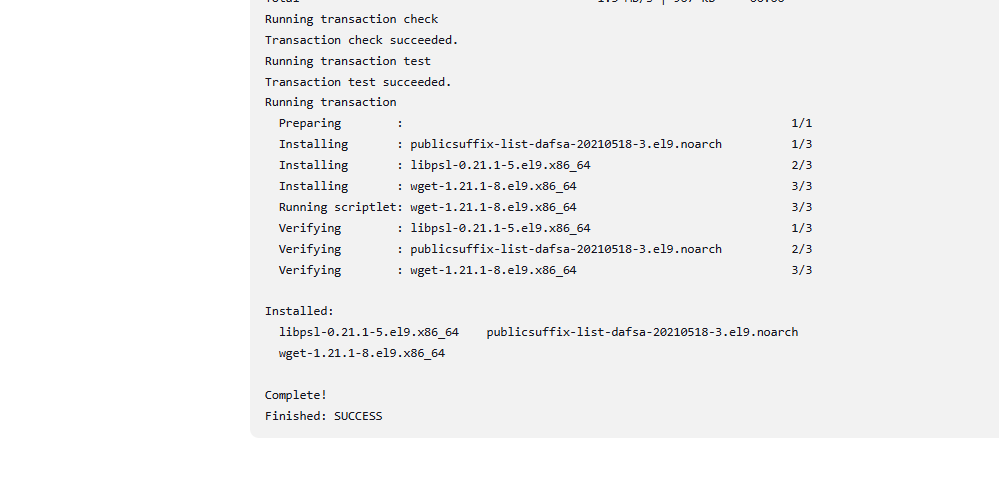 Running transaction check
Transaction check succeeded.
Running transaction test
Transaction test succeeded.
Running transaction
  Preparing        :                                                        1/1
  Installing       : publicsuffix-list-dafsa-20210518-3.el9.noarch          1/3
  Installing       : libpsl-0.21.1-5.el9.x86_64                             2/3
  Installing       : wget-1.21.1-8.el9.x86_64                               3/3
  Running scriptlet: wget-1.21.1-8.el9.x86_64                               3/3
  Verifying        : libpsl-0.21.1-5.el9.x86_64                             1/3
  Verifying        : publicsuffix-list-dafsa-20210518-3.el9.noarch          2/3
  Verifying        : wget-1.21.1-8.el9.x86_64                               3/3
Installed:
  libpsl-0.21.1-5.el9.x86_64    publicsuffix-list-dafsa-20210518-3.el9.noarch
  wget-1.21.1-8.el9.x86_64
Complete!
Finished: SUCCESS